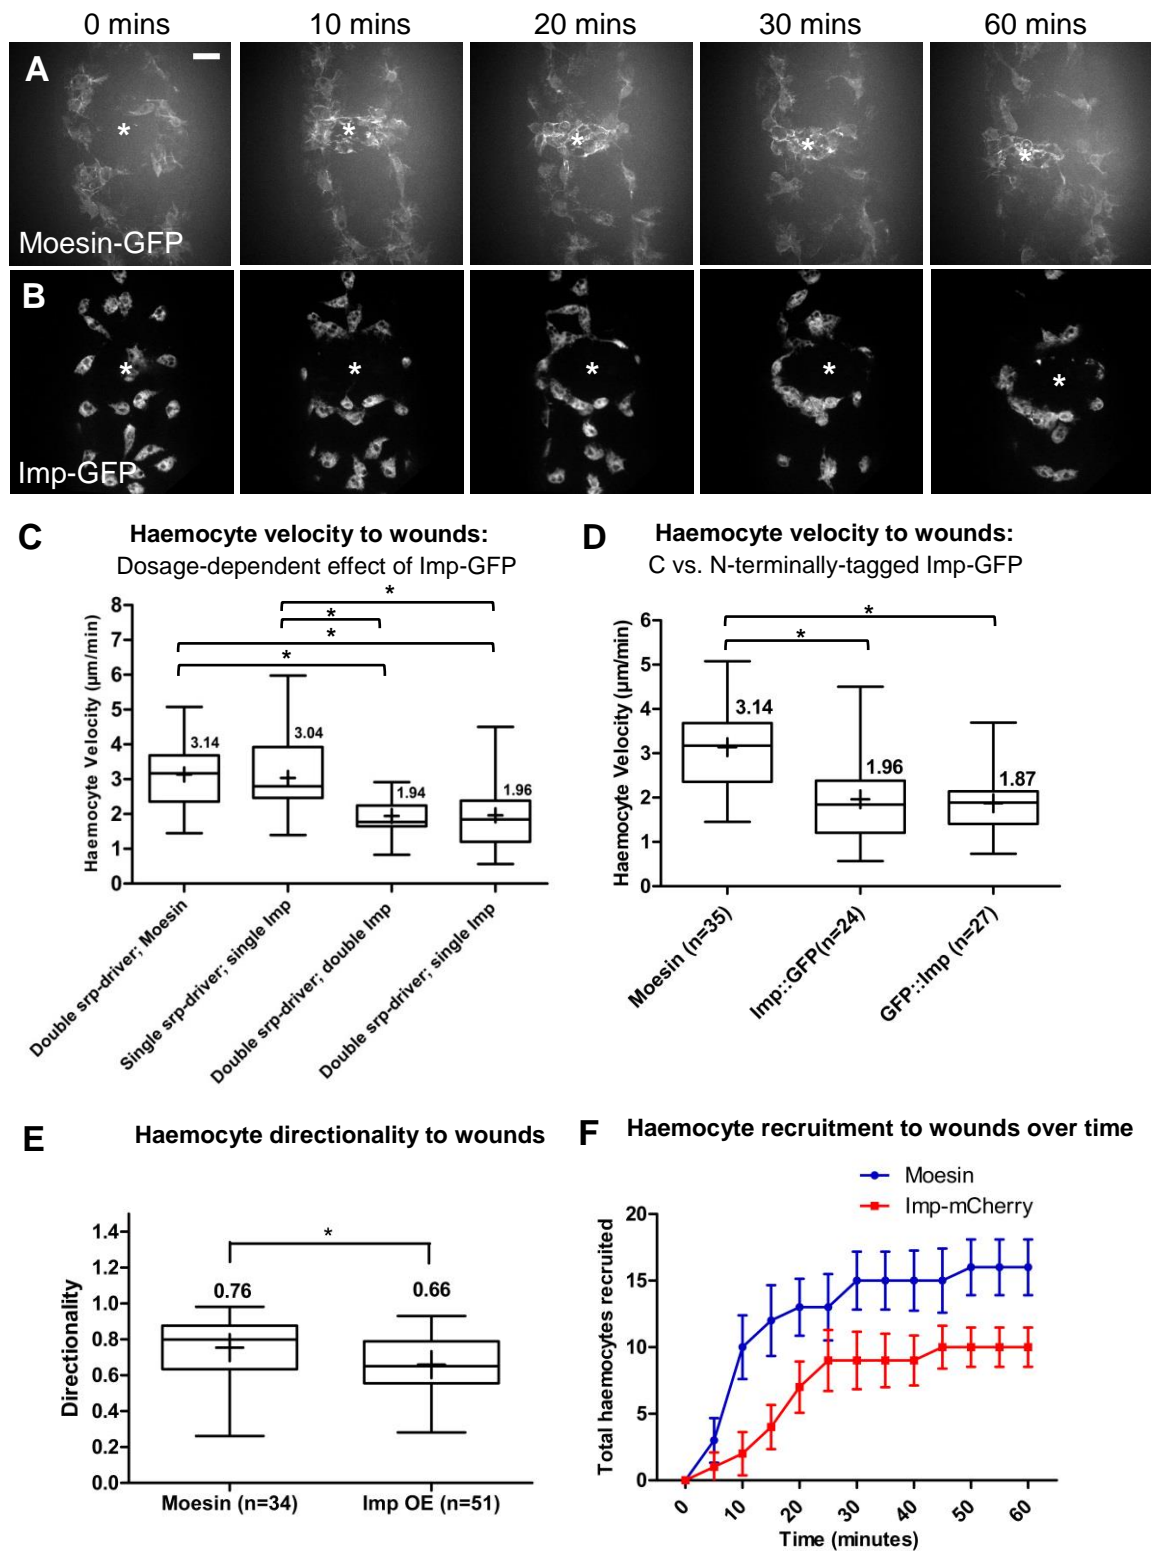 0 mins 10 mins 20 mins 30 mins 60 mins
A
* * * * *
Moesin-GFP
B
* * * * *
Imp-GFP
C Haemocyte velocity to wounds:
Dosage-dependent effect of Imp-GFP
Haemocyte Velocity (µm/min)
8
7
6
5
4
3
2
1
0
* * * *
3.14 3.04 1.94 1.96
Double srp-driver; Moesin
Single srp-driver; single Imp
Double srp-driver; double Imp
Double srp-driver; single Imp
D Haemocyte velocity to wounds:
C vs. N-terminally-tagged Imp-GFP
Haemocyte Velocity (µm/min)
6
5
4
3
2
1
0
* *
3.14 1.96 1.87
Moesin (n=35)
Imp::GFP(n=24)
GFP::Imp (n=27)
E Haemocyte directionality to wounds
Directionality
1.4
1.2
1.0
0.8
0.6
0.4
0.2
0.0
*
0.76 0.66
Moesin (n=34) Imp OE (n=51)
F Haemocyte recruitment to wounds over time
Moesin
Imp-mCherry
Total haemocytes recruited
20
15
10
5
0
0 10 20 30 40 50 60
Time (minutes)